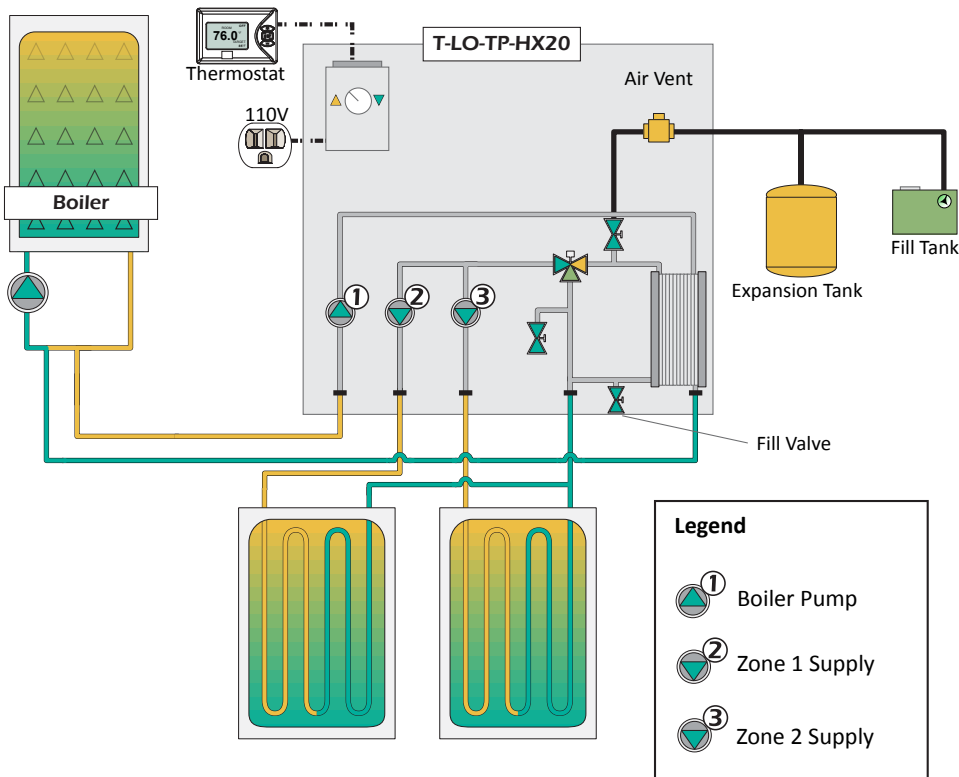 T-LO-TP-HX20
76.0
Thermostat
110V
Air Vent
Boiler
Fill Tank
Expansion Tank
1
2
3
Fill Valve
Legend
1
Boiler Pump
2
Zone 1 Supply
3
Zone 2 Supply